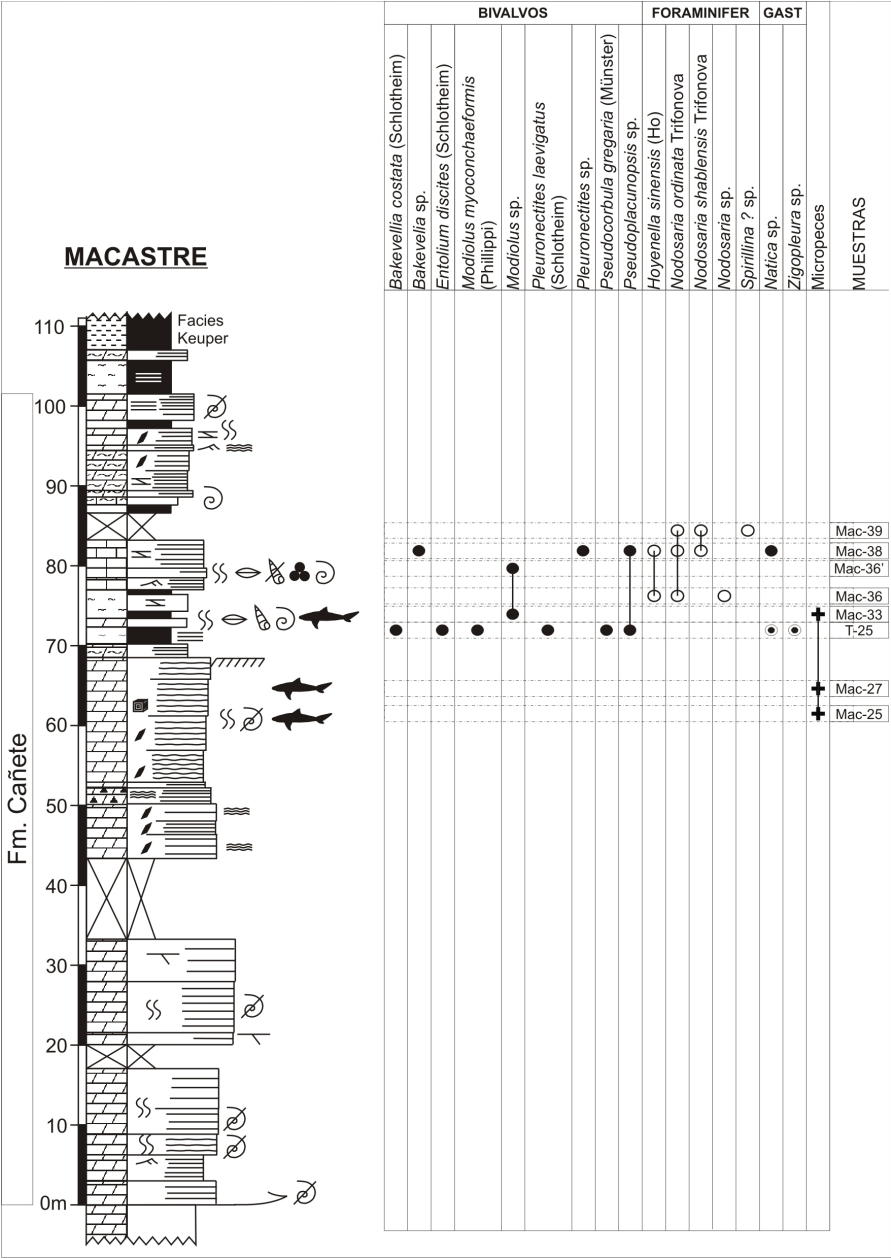 BIVALVOS
FORAMINIFER
GAST
Bakevellia costata (Schlotheim)
Bakevelia sp.
Entolium discites (Schlotheim)
Modiolus myoconchaeformis
(Phillippi)
Modiolus sp.
Pleuronectites laevigatus
(Schlotheim)
Pleuronectites sp.
Pseudocorbula gregaria (Münster)
Pseudoplacunopsis sp.
Hoyenella sinensis (Ho)
Nodosaria ordinata Trifonova
Nodosaria shablensis Trifonova
Nodosaria sp.
Spirillina ? sp.
Natica sp.
Zigopleura sp.
Micropeces
MUESTRAS
MACASTRE
Facies
Keuper
110
100
90
80
70
60
50
40
30
20
10
0m
Fm. Cañete
Mac-39
Mac-38
Mac-36'
Mac-36
Mac-33
T-25
Mac-27
Mac-25